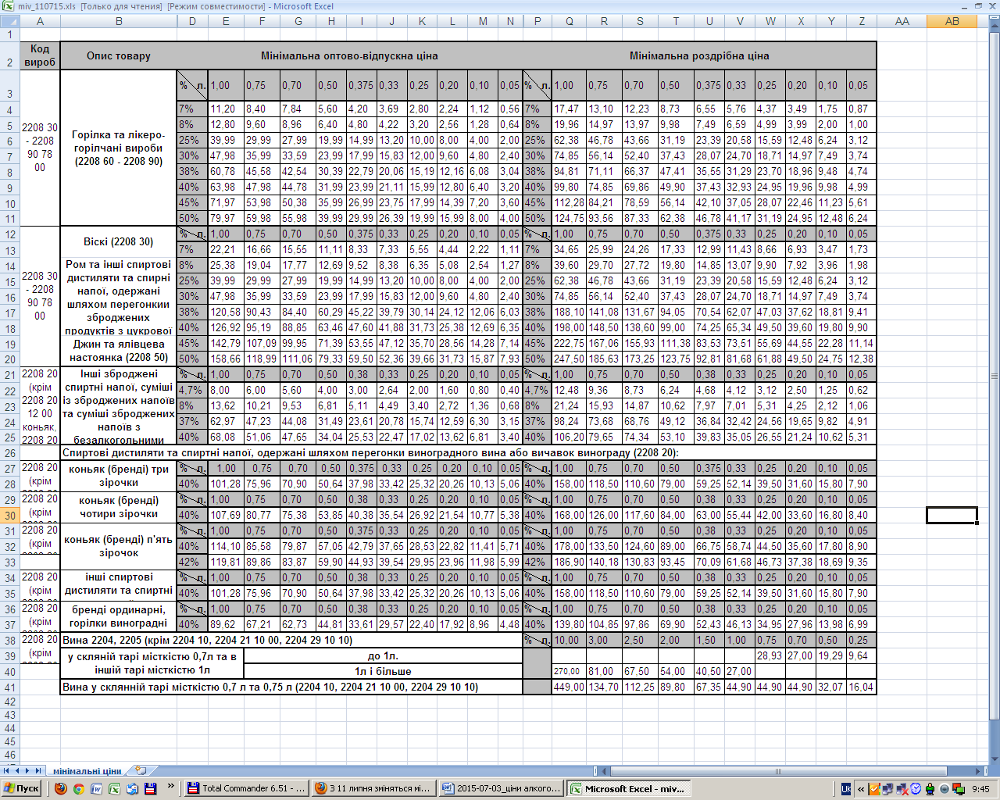 miv_110715.xls [Только для чтения] [Режим совместимости] - Microsoft Excel
A B D E F G H I J K L M N P Q R S T U V W X Y Z AA AB
1
2 Код вироб Опис товару Мінімальна оптово-відпускна ціна Мінімальна роздрібна ціна
3 % л. 1,00 0,75 0,70 0,50 0,375 0,33 0,25 0,20 0,10 0,05 % л. 1,00 0,75 0,70 0,50 0,375 0,33 0,25 0,20 0,10 0,05
2208 30 - 2208 90 78 00
Горілка та лікеро-горілчані вироби (2208 60 - 2208 90)
4 7% 11,20 8,40 7,84 5,60 4,20 3,69 2,80 2,24 1,12 0,56 7% 17,47 13,10 12,23 8,73 6,55 5,76 4,37 3,49 1,75 0,87
5 8% 12,80 9,60 8,96 6,40 4,80 4,22 3,20 2,56 1,28 0,64 8% 19,96 14,97 13,97 9,98 7,49 6,59 4,99 3,99 2,00 1,00
6 25% 39,99 29,99 27,99 19,99 14,99 13,20 10,00 8,00 4,00 2,00 25% 62,38 46,78 43,66 31,19 23,39 20,58 15,59 12,48 6,24 3,12
7 30% 47,98 35,99 33,59 23,99 17,99 15,83 12,00 9,60 4,80 2,40 30% 74,85 56,14 52,40 37,43 28,07 24,70 18,71 14,97 7,49 3,74
8 38% 60,78 45,58 42,54 30,39 22,79 20,06 15,19 12,16 6,08 3,04 38% 94,81 71,11 66,37 47,41 35,55 31,29 23,70 18,96 9,48 4,74
9 40% 63,98 47,98 44,78 31,99 23,99 21,11 15,99 12,80 6,40 3,20 40% 99,80 74,85 69,86 49,90 37,43 32,93 24,95 19,96 9,98 4,99
10 45% 71,97 53,98 50,38 35,99 26,99 23,75 17,99 14,39 7,20 3,60 45% 112,28 84,21 78,59 56,14 42,10 37,05 28,07 22,46 11,23 5,61
11 50% 79,97 59,98 55,98 39,99 29,99 26,39 19,99 15,99 8,00 4,00 50% 124,75 93,56 87,33 62,38 46,78 41,17 31,19 24,95 12,48 6,24
12 % л. 1,00 0,75 0,70 0,50 0,375 0,33 0,25 0,20 0,10 0,05 % л. 1,00 0,75 0,70 0,50 0,375 0,33 0,25 0,20 0,10 0,05
2208 30 - 2208 90 78 00
Віскі (2208 30)
Ром та інші спиртові дистиляти та спирні напої, одержані шляхом перегонкии зброджених продуктів з цукрової
Джин та ялівцева настоянка (2208 50)
13 7% 22,21 16,66 15,55 11,11 8,33 7,33 5,55 4,44 2,22 1,11 7% 34,65 25,99 24,26 17,33 12,99 11,43 8,66 6,93 3,47 1,73
14 8% 25,38 19,04 17,77 12,69 9,52 8,38 6,35 5,08 2,54 1,27 8% 39,60 29,70 27,72 19,80 14,85 13,07 9,90 7,92 3,96 1,98
15 25% 39,99 29,99 27,99 19,99 14,99 13,20 10,00 8,00 4,00 2,00 25% 62,38 46,78 43,66 31,19 23,39 20,58 15,59 12,48 6,24 3,12
16 30% 47,98 35,99 33,59 23,99 17,99 15,83 12,00 9,60 4,80 2,40 30% 74,85 56,14 52,40 37,43 28,07 24,70 18,71 14,97 7,49 3,74
17 38% 120,58 90,43 84,40 60,29 45,22 39,79 30,14 24,12 12,06 6,03 38% 188,10 141,08 131,67 94,05 70,54 62,07 47,03 37,62 18,81 9,41
18 40% 126,92 95,19 88,85 63,46 47,60 41,88 31,73 25,38 12,69 6,35 40% 198,00 148,50 138,60 99,00 74,25 65,34 49,50 39,60 19,80 9,90
19 45% 142,79 107,09 99,95 71,39 53,55 47,12 35,70 28,56 14,28 7,14 45% 222,75 167,06 155,93 111,38 83,53 73,51 55,69 44,55 22,28 11,14
20 50% 158,66 118,99 111,06 79,33 59,50 52,36 39,66 31,73 15,87 7,93 50% 247,50 185,63 173,25 123,75 92,81 81,68 61,88 49,50 24,75 12,38
21 % л. 1,00 0,75 0,70 0,50 0,38 0,33 0,25 0,20 0,10 0,05 % л. 1,00 0,75 0,70 0,50 0,38 0,33 0,25 0,20 0,10 0,05
2208 20 (крім 2208 20 12 00 коньяк, 2208 20
Інші зброджені спиртні напої, суміші із зброджених напоїв та суміші зброджених напоїв з безалкогольними
22 4,7% 8,00 6,00 5,60 4,00 3,00 2,64 2,00 1,60 0,80 0,40 4,7% 12,48 9,36 8,73 6,24 4,68 4,12 3,12 2,50 1,25 0,62
23 8% 13,62 10,21 9,53 6,81 5,11 4,49 3,40 2,72 1,36 0,68 8% 21,24 15,93 14,87 10,62 7,97 7,01 5,31 4,25 2,12 1,06
24 37% 62,97 47,23 44,08 31,49 23,61 20,78 15,74 12,59 6,30 3,15 37% 98,24 73,68 68,76 49,12 36,84 32,42 24,56 19,65 9,82 4,91
25 40% 68,08 51,06 47,65 34,04 25,53 22,47 17,02 13,62 6,81 3,40 40% 106,20 79,65 74,34 53,10 39,83 35,05 26,55 21,24 10,62 5,31
26 Спиртові дистиляти та спиртні напої, одержані шляхом перегонки виноградного вина або вичавок винограду (2208 20):
27 2208 20 (крім коньяк (бренді) три зірочки % л. 1,00 0,75 0,70 0,50 0,375 0,33 0,25 0,20 0,10 0,05 % л. 1,00 0,75 0,70 0,50 0,375 0,33 0,25 0,20 0,10 0,05
28 40% 101,28 75,96 70,90 50,64 37,98 33,42 25,32 20,26 10,13 5,06 40% 158,00 118,50 110,60 79,00 59,25 52,14 39,50 31,60 15,80 7,90
29 2208 20 (крім коньяк (бренді) чотири зірочки % л. 1,00 0,75 0,70 0,50 0,38 0,33 0,25 0,20 0,10 0,05 % л. 1,00 0,75 0,70 0,50 0,38 0,33 0,25 0,20 0,10 0,05
30 40% 107,69 80,77 75,38 53,85 40,38 35,54 26,92 21,54 10,77 5,38 40% 168,00 126,00 117,60 84,00 63,00 55,44 42,00 33,60 16,80 8,40
31 2208 20 (крім коньяк (бренді) п'ять зірочок % л. 1,00 0,75 0,70 0,50 0,38 0,33 0,25 0,20 0,10 0,05 % л. 1,00 0,75 0,70 0,50 0,38 0,33 0,25 0,20 0,10 0,05
32 40% 114,10 85,58 79,87 57,05 42,79 37,65 28,53 22,82 11,41 5,71 40% 178,00 133,50 124,60 89,00 66,75 58,74 44,50 35,60 17,80 8,90
33 42% 119,81 89,86 83,87 59,90 44,93 39,54 29,95 23,96 11,98 5,99 42% 186,90 140,18 130,83 93,45 70,09 61,68 46,73 37,38 18,69 9,35
34 2208 20 (крім інші спиртові дистиляти та спиртні % л. 1,00 0,75 0,70 0,50 0,38 0,33 0,25 0,20 0,10 0,05 % л. 1,00 0,75 0,70 0,50 0,38 0,33 0,25 0,20 0,10 0,05
35 40% 101,28 75,96 70,90 50,64 37,98 33,42 25,32 20,26 10,13 5,06 40% 158,00 118,50 110,60 79,00 59,25 52,14 39,50 31,60 15,80 7,90
36 2208 20 (крім бренді ординарні, горілки виноградні % л. 1,00 0,75 0,70 0,50 0,38 0,33 0,25 0,20 0,10 0,05 % л. 1,00 0,75 0,70 0,50 0,38 0,33 0,25 0,20 0,10 0,05
37 40% 89,62 67,21 62,73 44,81 33,61 29,57 22,40 17,92 8,96 4,48 40% 139,80 104,85 97,86 69,90 52,43 46,13 34,95 27,96 13,98 6,99
38 2208 20 (крім Вина 2204, 2205 (крім 2204 10, 2204 21 10 00, 2204 29 10 10) % л. 10,00 3,00 2,50 2,00 1,50 1,00 0,75 0,70 0,50 0,25
39 у скляній тарі місткістю 0,7л та в іншій тарі місткістю 1л до 1л. 28,93 27,00 19,29 9,64
40 1л і більше 270,00 81,00 67,50 54,00 40,50 27,00
41 Вина у склянній тарі місткістю 0,7 л та 0,75 л (2204 10, 2204 21 10 00, 2204 29 10 10) 449,00 134,70 112,25 89,80 67,35 44,90 44,90 44,90 32,07 16,04
42
43
44
45
46
мінімальні ціни
Пуск » Total Commander 6.51 - ... З 11 липня зміняться мі... 2015-07-03_ціни алкого... Microsoft Excel - miv... Uk « 9:45